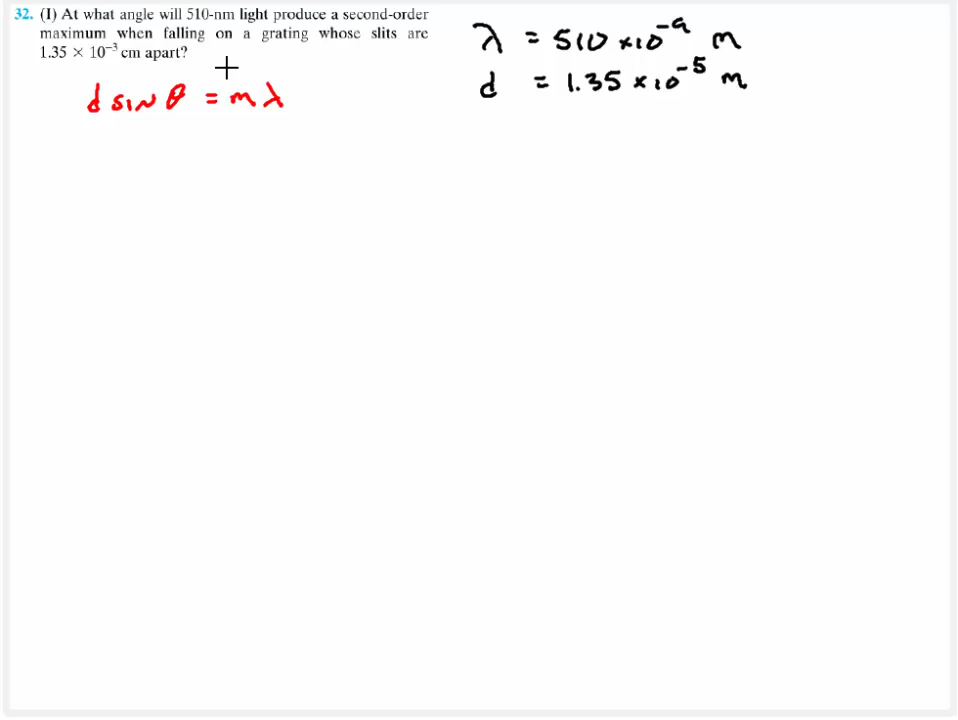 32. (I) At what angle will 510-nm light produce a second-order
maximum when falling on a grating whose slits are
1.35 × 10⁻³ cm apart?
d sin θ = mλ
λ = 510 × 10⁻⁹ m
d = 1.35 × 10⁻⁵ m